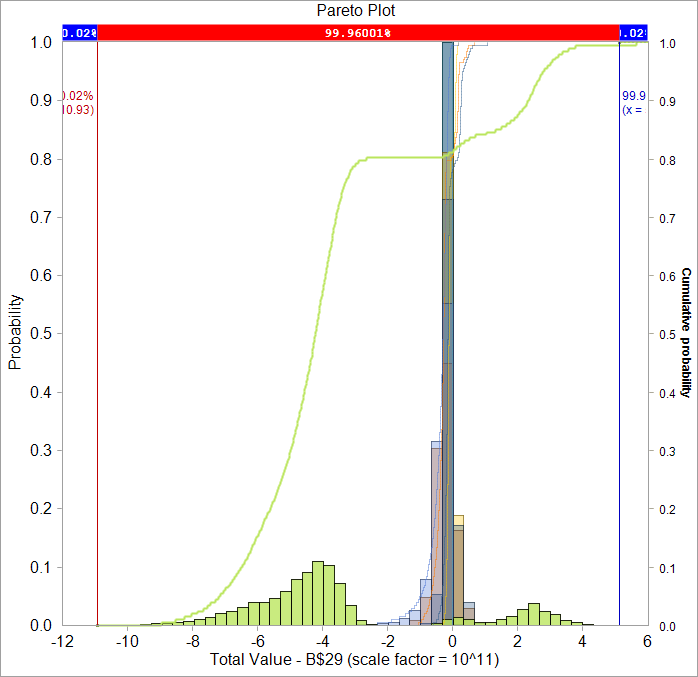 Pareto Plot
0.02% 99.96001% 0.02%
1.0 1.0
0.9 0.9
0.02% 99.9
(x =
0.8 0.8
0.7 0.7
0.6 0.6
0.5 0.5
0.4 0.4
0.3 0.3
0.2 0.2
0.1 0.1
0.0 0.0
Probability
Cumulative probability
-12 -10 -8 -6 -4 -2 0 2 4 6
Total Value - B$29 (scale factor = 10^11)